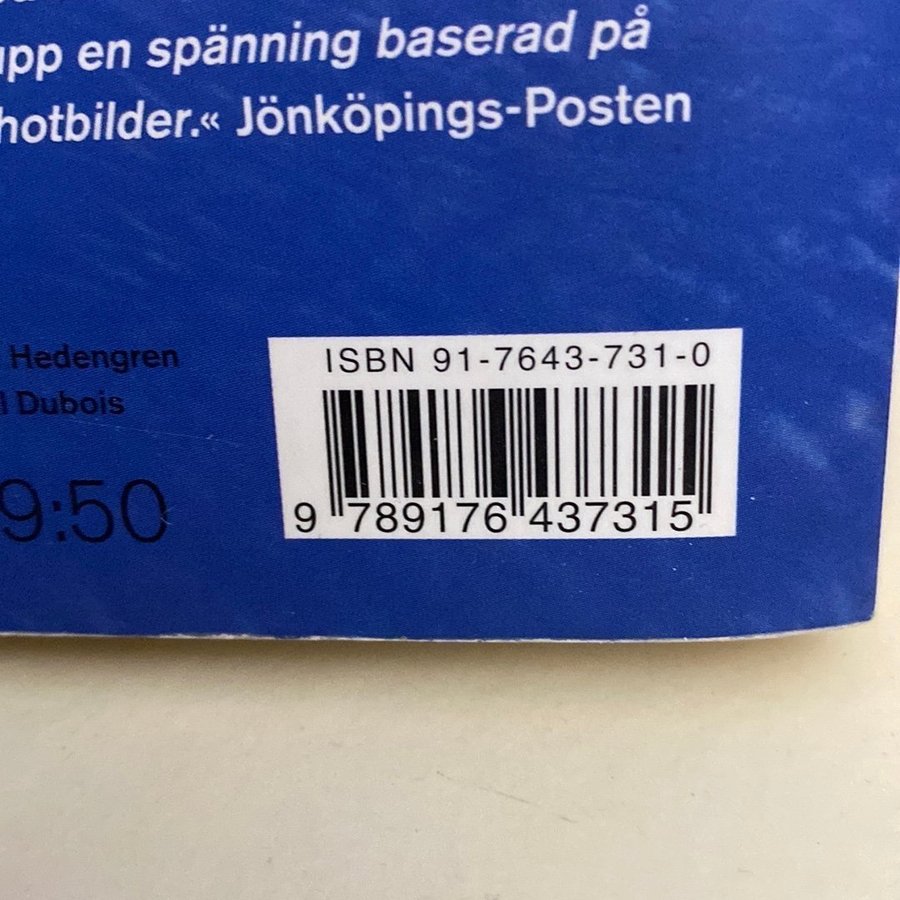 upp en spänning baserad på
hotbilder.« Jönköpings-Posten
Hedengren
Dubois
9:50
ISBN 91-7643-731-0
9 789176 437315